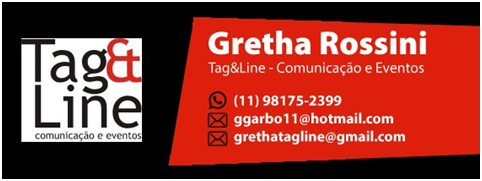 Tag&
Line
comunicação e eventos
Gretha Rossini
Tag&Line - Comunicação e Eventos
(11) 98175-2399
ggarbo11@hotmail.com
grethatagline@gmail.com